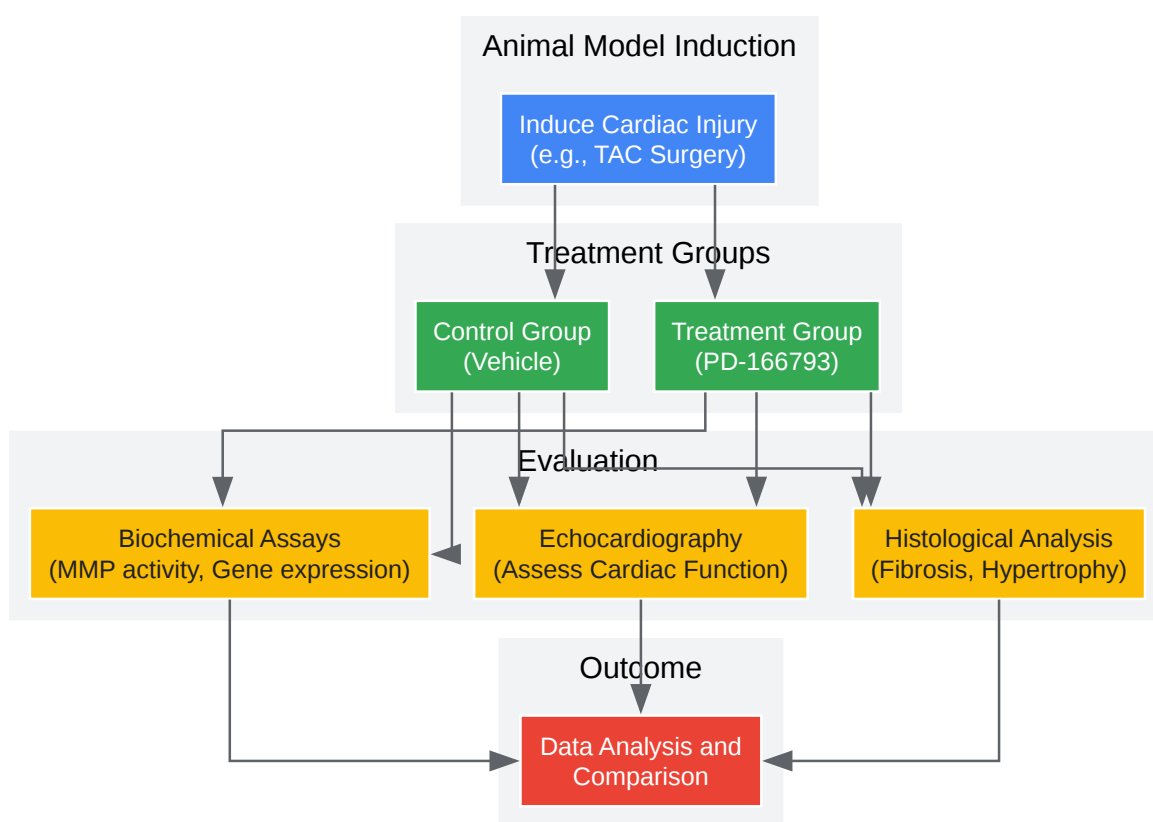 Animal Model Induction
Induce Cardiac Injury
(e.g., TAC Surgery)
Treatment Groups
Control Group
(Vehicle)
Treatment Group
(PD-166793)
Evaluation
Biochemical Assays
(MMP activity, Gene expression)
Echocardiography
(Assess Cardiac Function)
Histological Analysis
(Fibrosis, Hypertrophy)
Outcome
Data Analysis and
Comparison